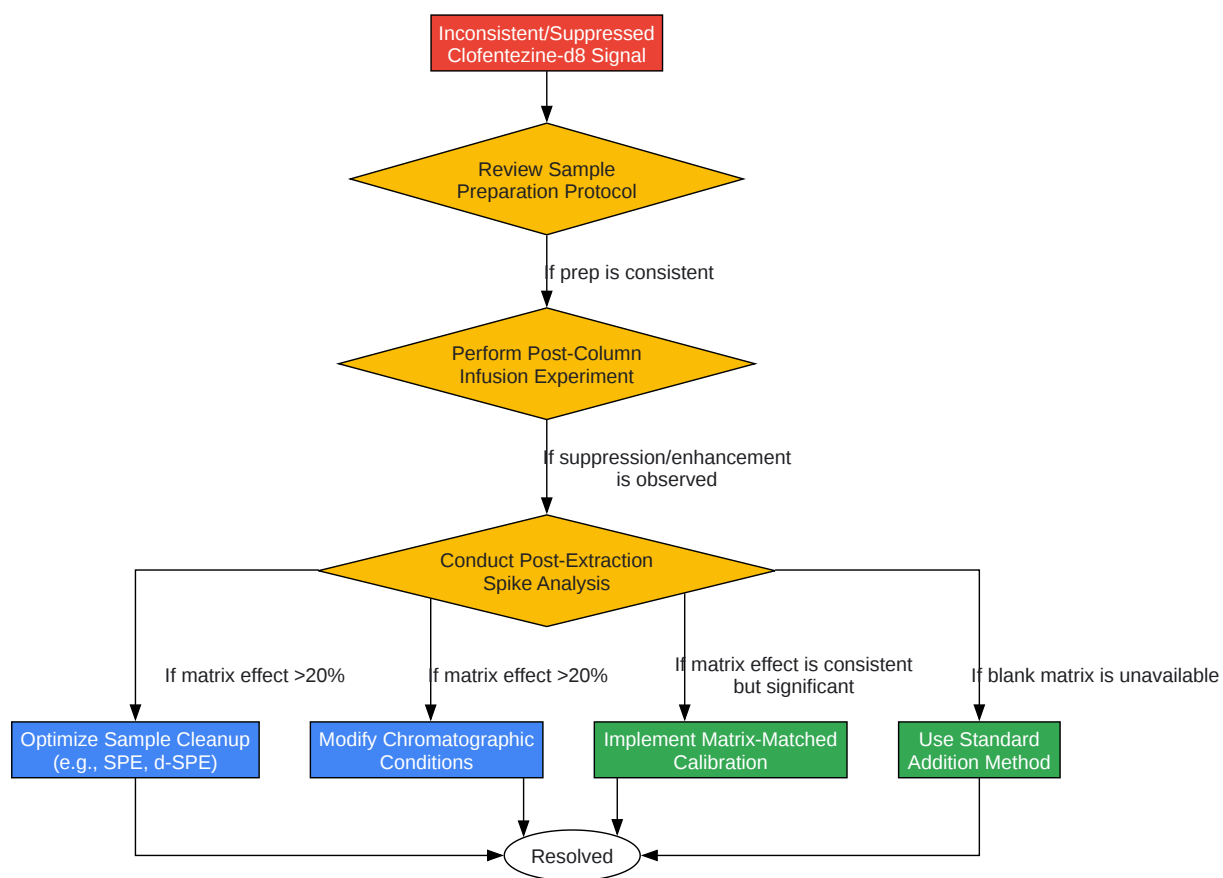 Inconsistent/Suppressed
Clofentezine-d8 Signal
Review Sample
Preparation Protocol
If prep is consistent
Perform Post-Column
Infusion Experiment
If suppression/enhancement
is observed
Conduct Post-Extraction
Spike Analysis
If matrix effect >20%
If matrix effect >20%
If matrix effect is consistent
but significant
If blank matrix is unavailable
Optimize Sample Cleanup
(e.g., SPE, d-SPE)
Modify Chromatographic
Conditions
Implement Matrix-Matched
Calibration
Use Standard
Addition Method
Resolved